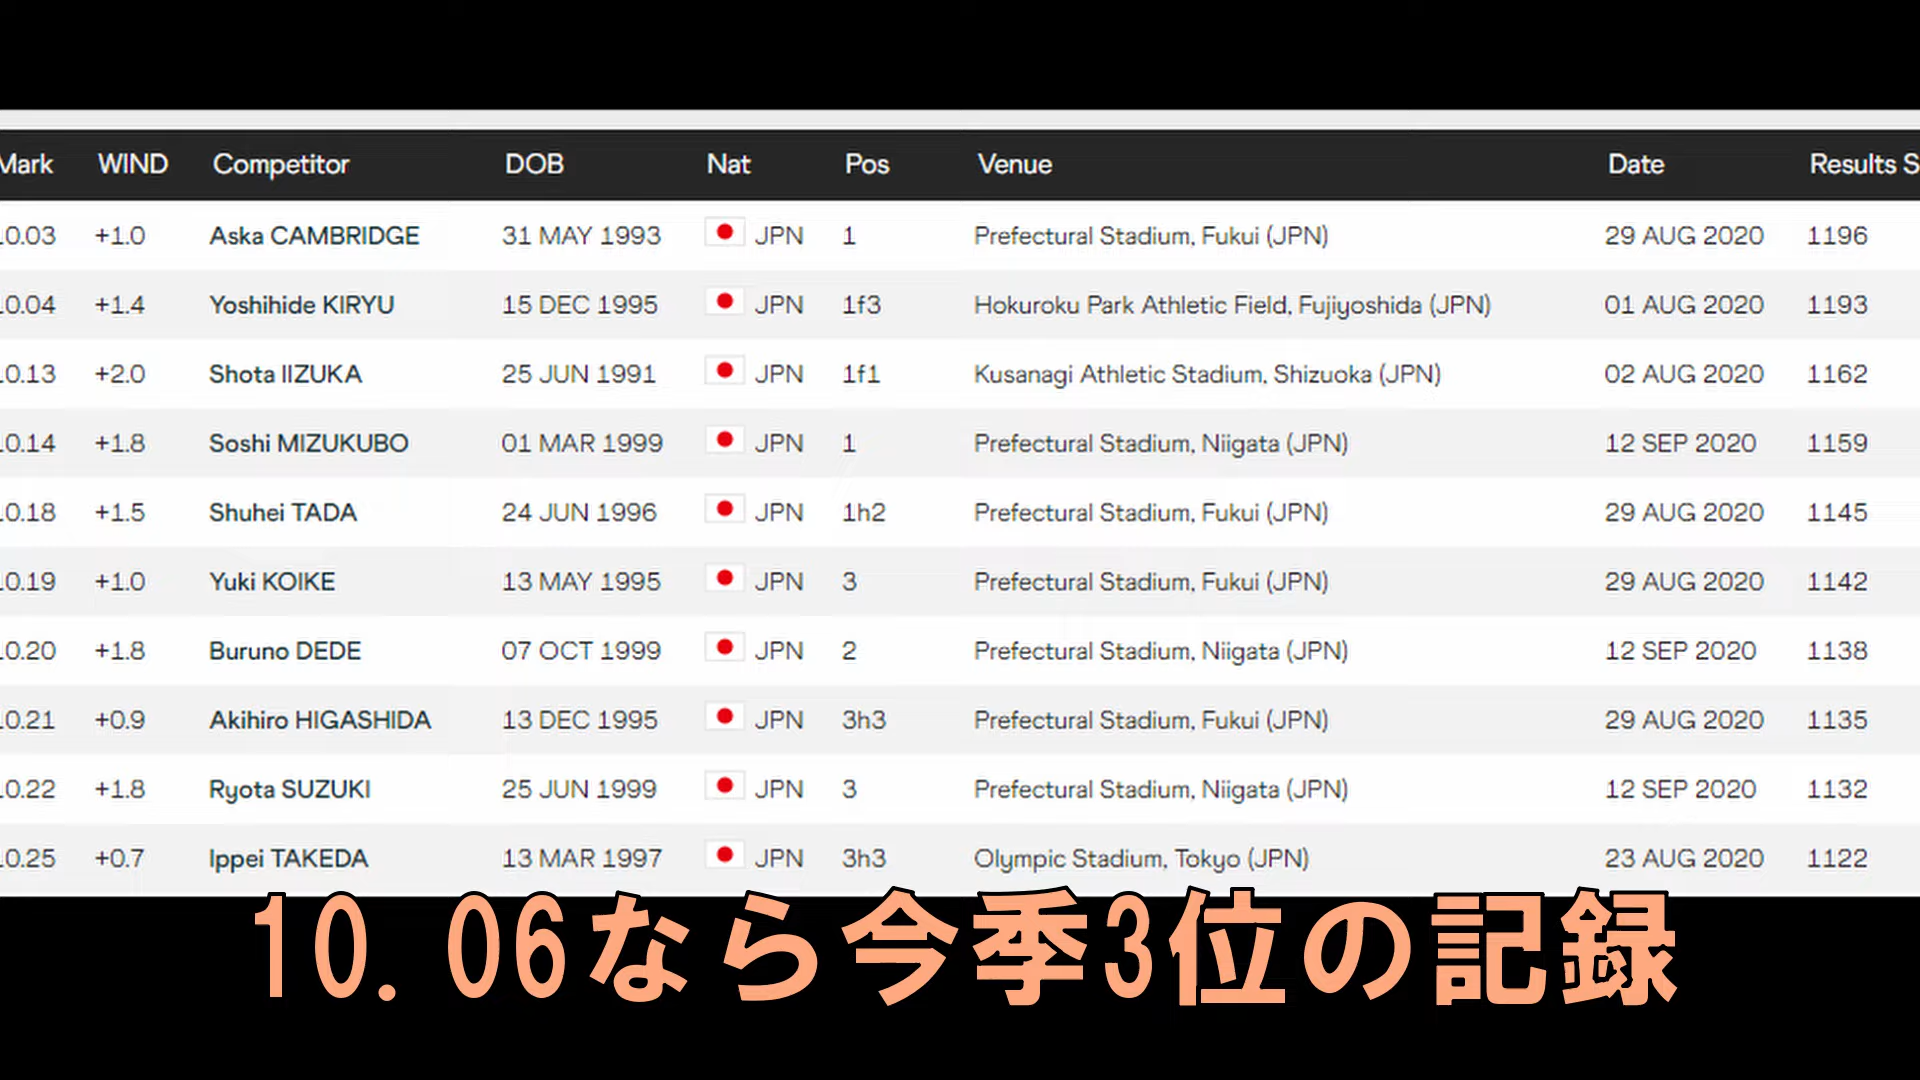 Mark WIND Competitor DOB Nat Pos Venue Date Results S
.0.03 +1.0 Aska CAMBRIDGE 31 MAY 1993 JPN 1 Prefectural Stadium, Fukui (JPN) 29 AUG 2020 1196
.0.04 +1.4 Yoshihide KIRYU 15 DEC 1995 JPN 1f3 Hokuroku Park Athletic Field, Fujiyoshida (JPN) 01 AUG 2020 1193
.0.13 +2.0 Shota IIZUKA 25 JUN 1991 JPN 1f1 Kusanagi Athletic Stadium, Shizuoka (JPN) 02 AUG 2020 1162
.0.14 +1.8 Soshi MIZUKUBO 01 MAR 1999 JPN 1 Prefectural Stadium, Niigata (JPN) 12 SEP 2020 1159
.0.18 +1.5 Shuhei TADA 24 JUN 1996 JPN 1h2 Prefectural Stadium, Fukui (JPN) 29 AUG 2020 1145
.0.19 +1.0 Yuki KOIKE 13 MAY 1995 JPN 3 Prefectural Stadium, Fukui (JPN) 29 AUG 2020 1142
.0.20 +1.8 Buruno DEDE 07 OCT 1999 JPN 2 Prefectural Stadium, Niigata (JPN) 12 SEP 2020 1138
.0.21 +0.9 Akihiro HIGASHIDA 13 DEC 1995 JPN 3h3 Prefectural Stadium, Fukui (JPN) 29 AUG 2020 1135
.0.22 +1.8 Ryota SUZUKI 25 JUN 1999 JPN 3 Prefectural Stadium, Niigata (JPN) 12 SEP 2020 1132
.0.25 +0.7 Ippei TAKEDA 13 MAR 1997 JPN 3h3 Olympic Stadium, Tokyo (JPN) 23 AUG 2020 1122
10.06なら今季3位の記録